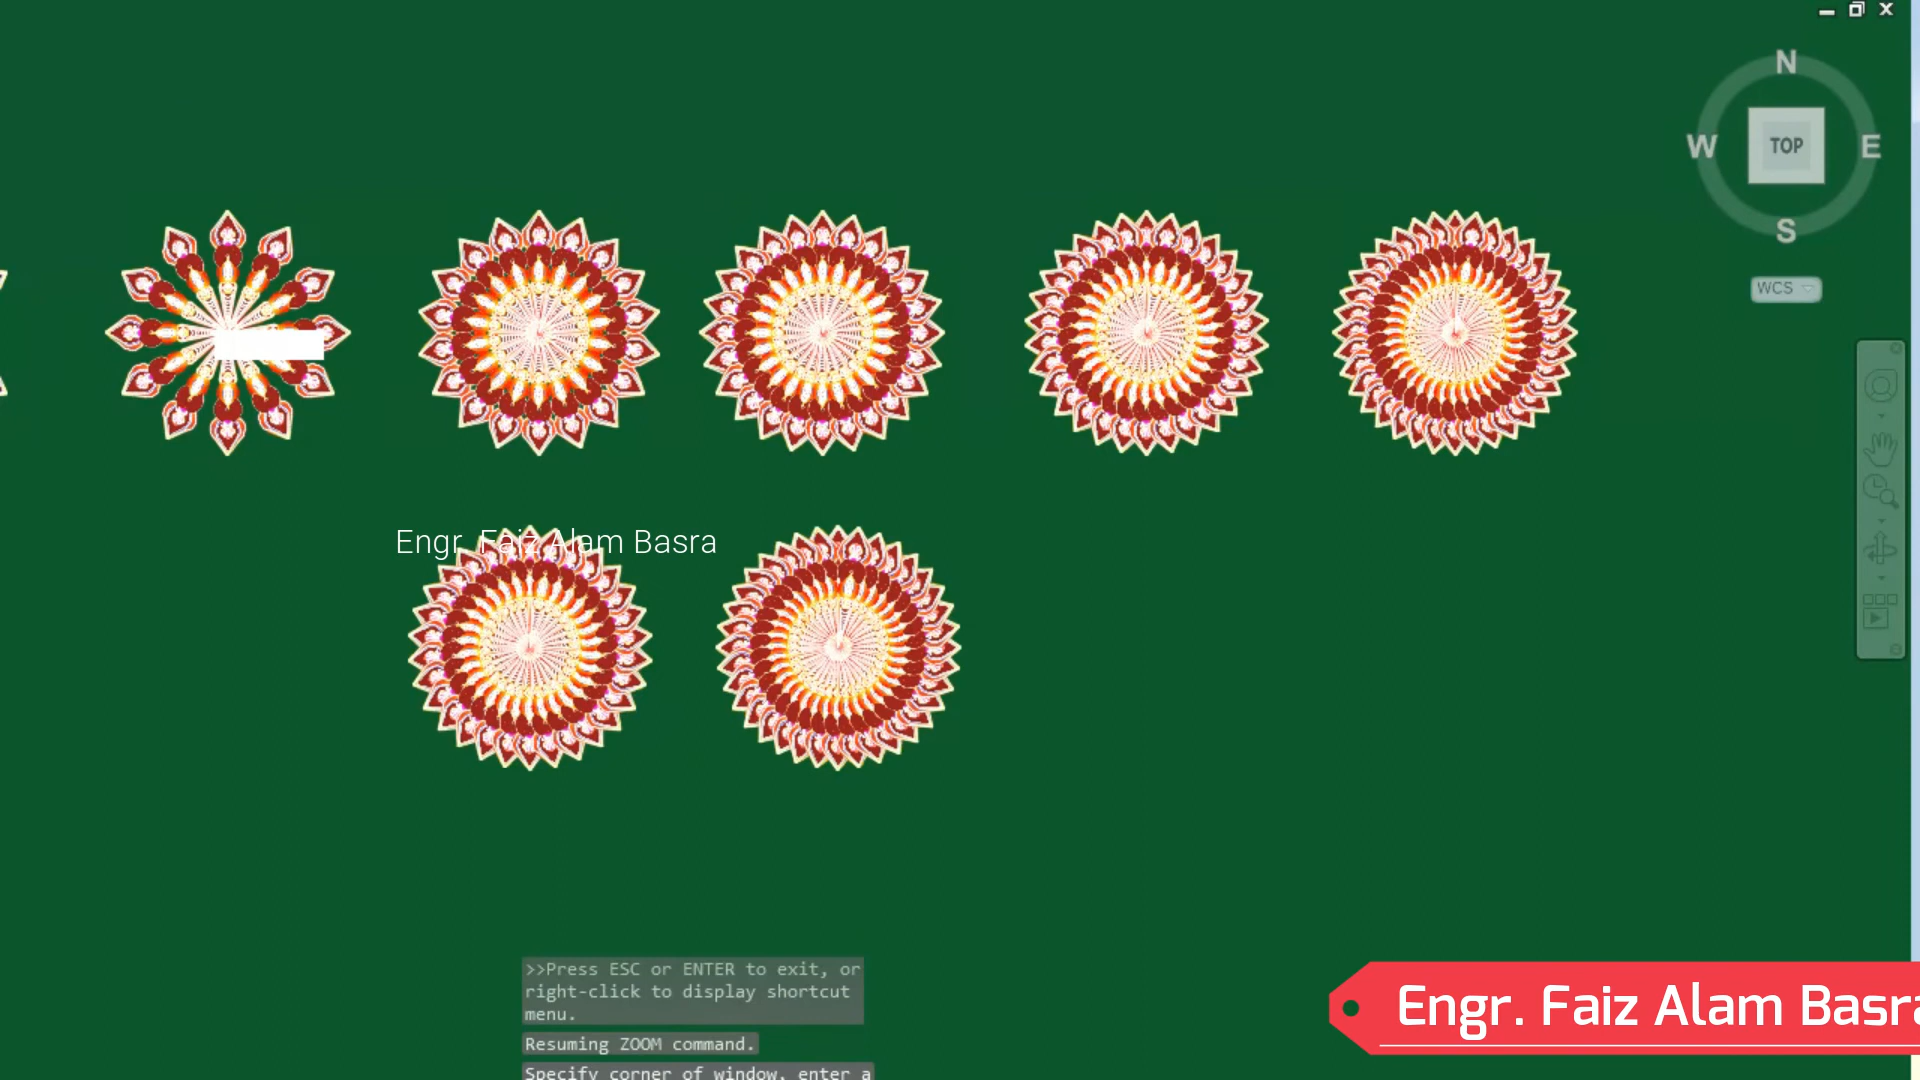 N
W TOP E
S
WCS
Engr. Faiz Alam Basra
>>Press ESC or ENTER to exit, or
right-click to display shortcut
menu.
Resuming ZOOM command.
Specify corner of window, enter a
Engr. Faiz Alam Basra